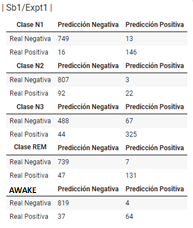 | Sb1/Expt1 |
Clase N1 Predicción Negativa Predicción Positiva
Real Negativa 749 13
Real Positiva 16 146
Clase N2 Predicción Negativa Predicción Positiva
Real Negativa 807 3
Real Positiva 92 22
Clase N3 Predicción Negativa Predicción Positiva
Real Negativa 488 67
Real Positiva 44 325
Clase REM Predicción Negativa Predicción Positiva
Real Negativa 739 7
Real Positiva 47 131
AWAKE Predicción Negativa Predicción Positiva
Real Negativa 819 4
Real Positiva 37 64